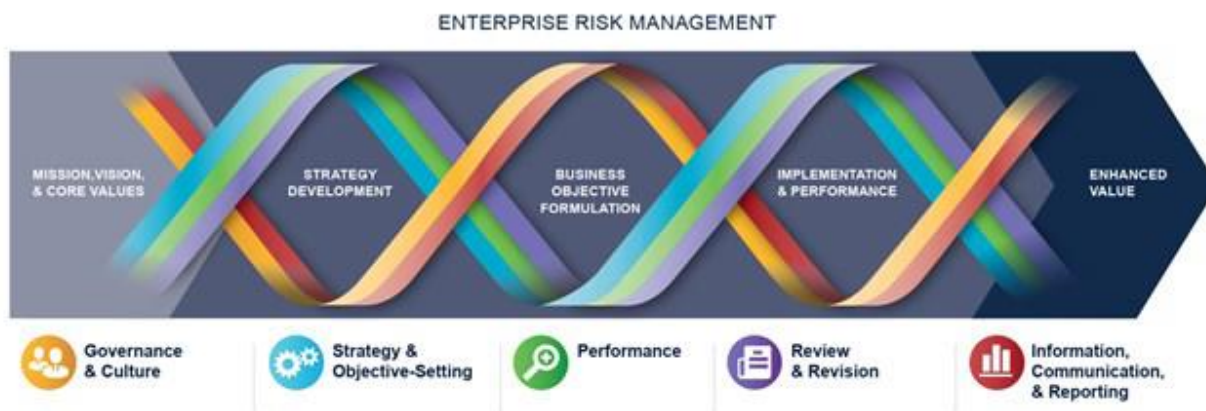 ENTERPRISE RISK MANAGEMENT
MISSION,VISION,
& CORE VALUES
STRATEGY
DEVELOPMENT
BUSINESS
OBJECTIVE
FORMULATION
IMPLEMENTATION
& PERFORMANCE
ENHANCED
VALUE
Governance
& Culture
Strategy &
Objective-Setting
Performance
Review
& Revision
Information,
Communication,
& Reporting